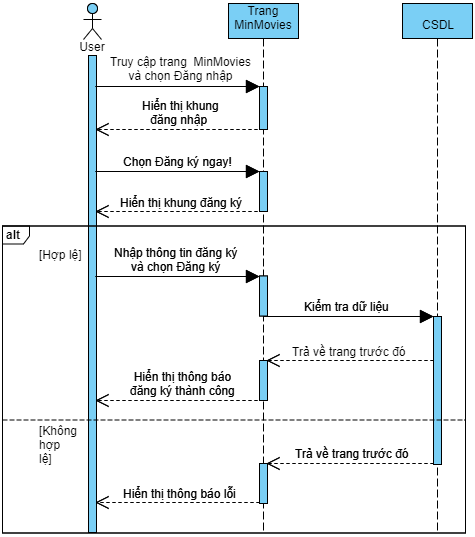 User
Trang
MinMovies
CSDL
Truy cập trang MinMovies
và chọn Đăng nhập
Hiển thị khung
đăng nhập
Chọn Đăng ký ngay!
Hiển thị khung đăng ký
alt
[Hợp lệ]
Nhập thông tin đăng ký
và chọn Đăng ký
Kiểm tra dữ liệu
Trả về trang trước đó
Hiển thị thông báo
đăng ký thành công
[Không
hợp
lệ]
Trả về trang trước đó
Hiển thị thông báo lỗi